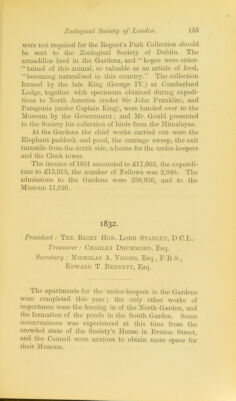 Zoological Society of London. 155
were not required for the Regent's Park Collection should
be sent to the Zoological Society of Dublin. The
armadillos bred in the Gardens, and "hopes were enter-
"tained of this animal, so valuable as an article of food,
"becoming naturalised in this country." The collection
formed by the late King (George IV.) at Cumberland
Lodge, together with specimens obtained during expedi-
tions to North America (under Sir John Franklin), and
Patagonia (under Captain King), were handed over to the
Museum by the Government; and Mr. Gould presented
to the Society his collection of birds from the Himalayas.
At the Gardens the chief works carried out were the
Elephant paddock and pond, the carriage sweep, the exit
turnstile from the north side, a house for the under-keepers
and the Clock tower.
The income of 1831 amounted to £17,663, the expendi-
ture to £15,913, the number of Fellows was 2,048. The
admissions to the Gardens were 258,936, and to the
Museum 11,636.
1832.
President: The Right Hon. Lord Stanley, D.C.L.
Treasurer: Charles Drummond, Esq.
Secretary: Nicholas A. Vigors, Esq., F.R.S.,
Edward T. Bennett, Esq.
The apartments for the under-keepers in the Gardens
were completed this year; the only other works of
importance were the fencing in of the North Garden, and
the formation of the ponds in the South Garden. Some
inconvenience was experienced at this time from the
crowded state of the Society's House in Bruton Street,
and the Council were anxious to obtain more space for
their Museum.